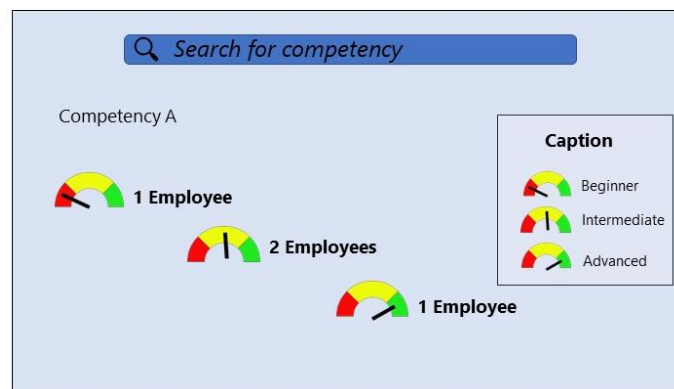 Search for competency
Competency A
1 Employee
2 Employees
1 Employee
Caption
Beginner
Intermediate
Advanced